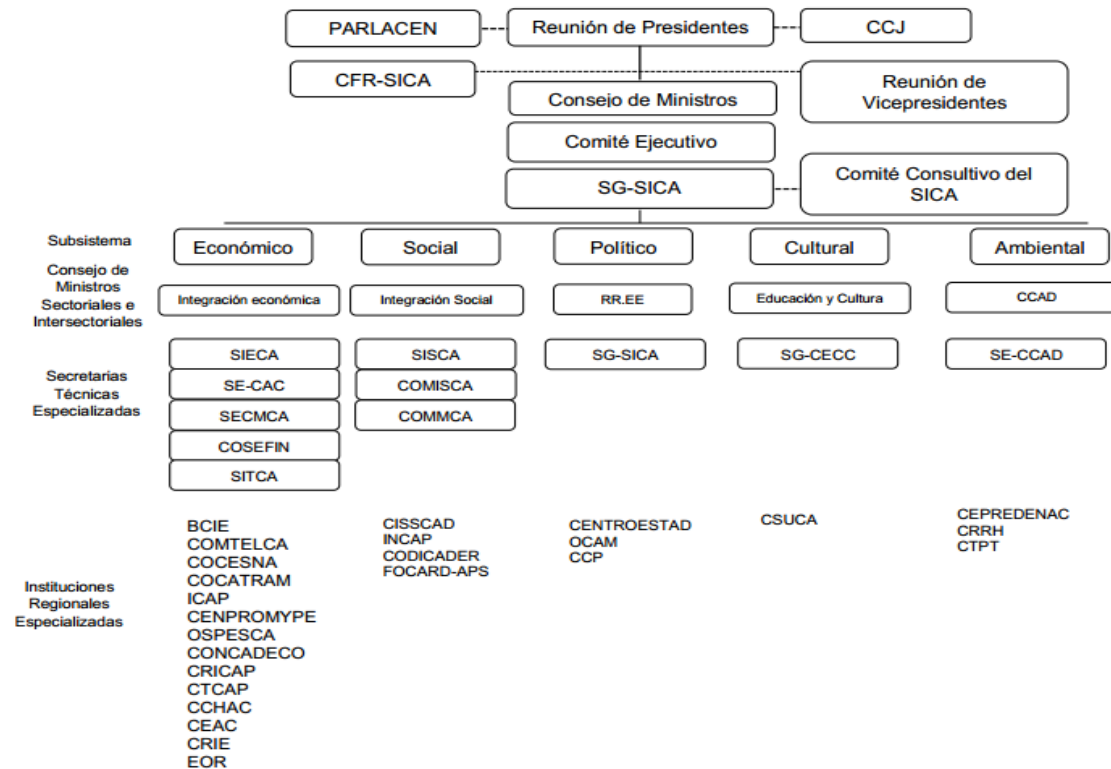 PARLACEN
Reunión de Presidentes
CCJ
CFR-SICA
Reunión de
Vicepresidentes
Consejo de Ministros
Comité Ejecutivo
SG-SICA
Comité Consultivo del
SICA
Subsistema
Económico
Social
Político
Cultural
Ambiental
Consejo de
Ministros
Sectoriales e
Intersectoriales
Integración económica
Integración Social
RR.EE
Educación y Cultura
CCAD
Secretarias
Técnicas
Especializadas
SIECA
SE-CAC
SECMCA
COSEFIN
SITCA
SISCA
COMISCA
COMMCA
SG-SICA
SG-CECC
SE-CCAD
Instituciones
Regionales
Especializadas
BCIE
COMTELCA
COCESNA
COCATRAM
ICAP
CENPROMYPE
OSPESCA
CONCADECO
CRICAP
CTCAP
CCHAC
CEAC
CRIE
EOR
CISSCAD
INCAP
CODICADER
FOCARD-APS
CENTROESTAD
OCAM
CCP
CSUCA
CEPREDENAC
CRRH
CTPT